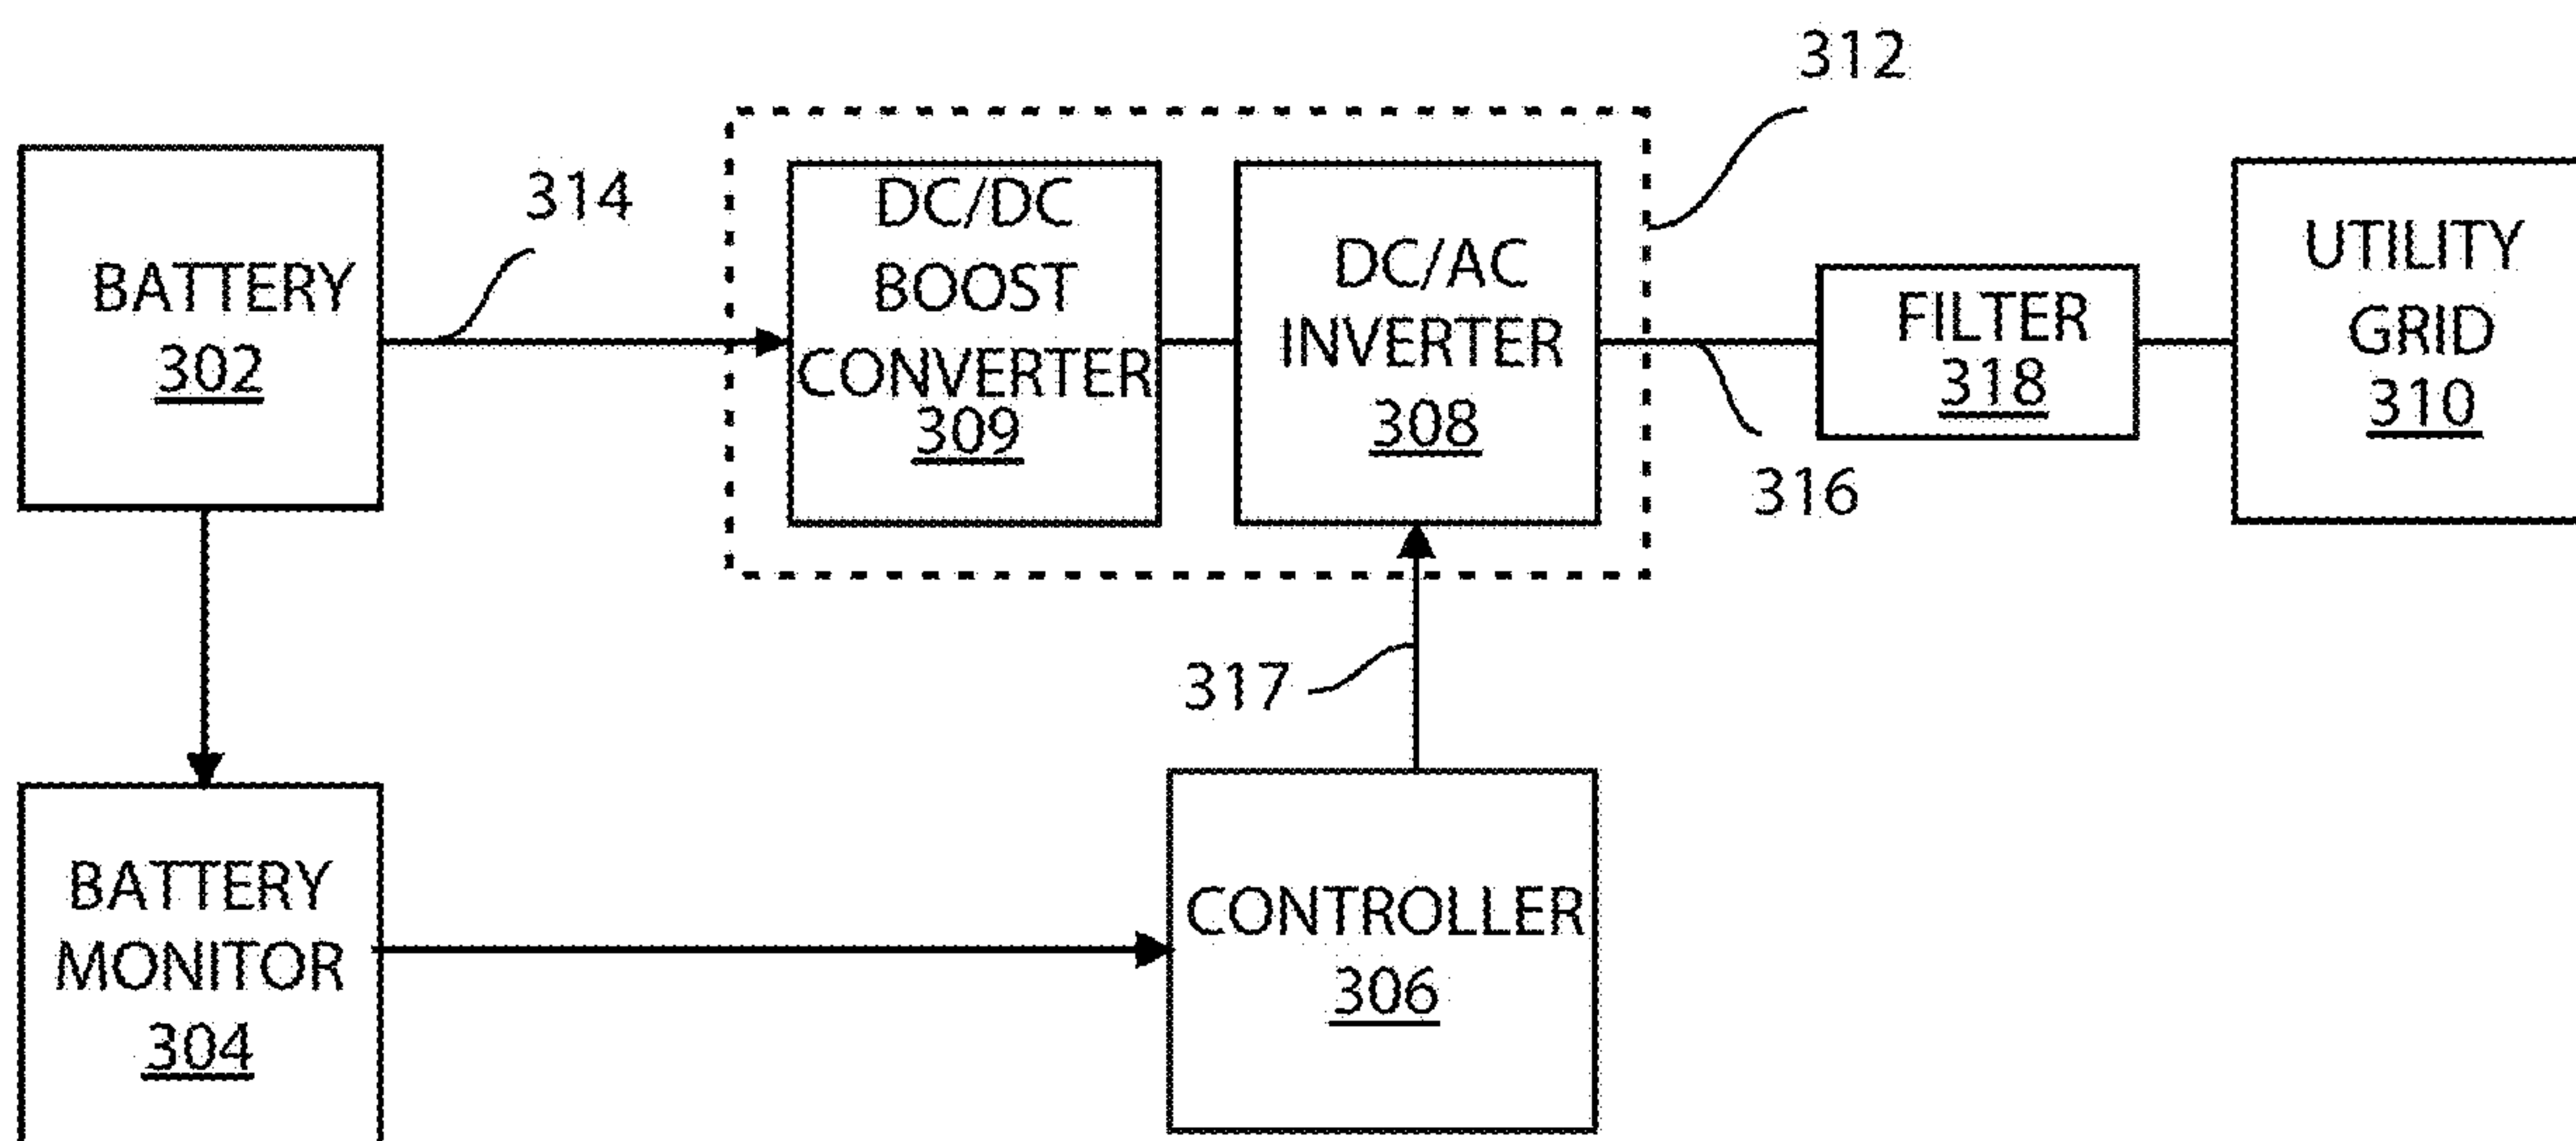 312
314
BATTERY
302
DC/DC
BOOST
CONVERTER
309
DC/AC
INVERTER
308
FILTER
318
UTILITY
GRID
310
316
317
BATTERY
MONITOR
304
CONTROLLER
306